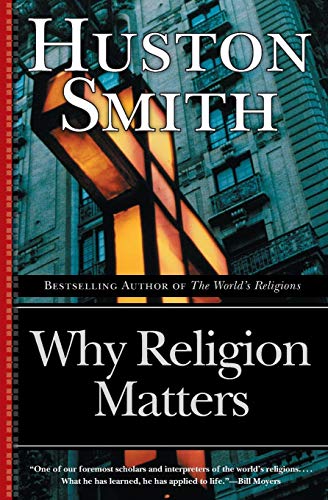 HUSTON
SMITH
BESTSELLING AUTHOR OF The World's Religions
Why Religion
Matters
"One of our foremost scholars and interpreters of the world's religions. . . .
What he has learned, he has applied to life."—Bill Moyers